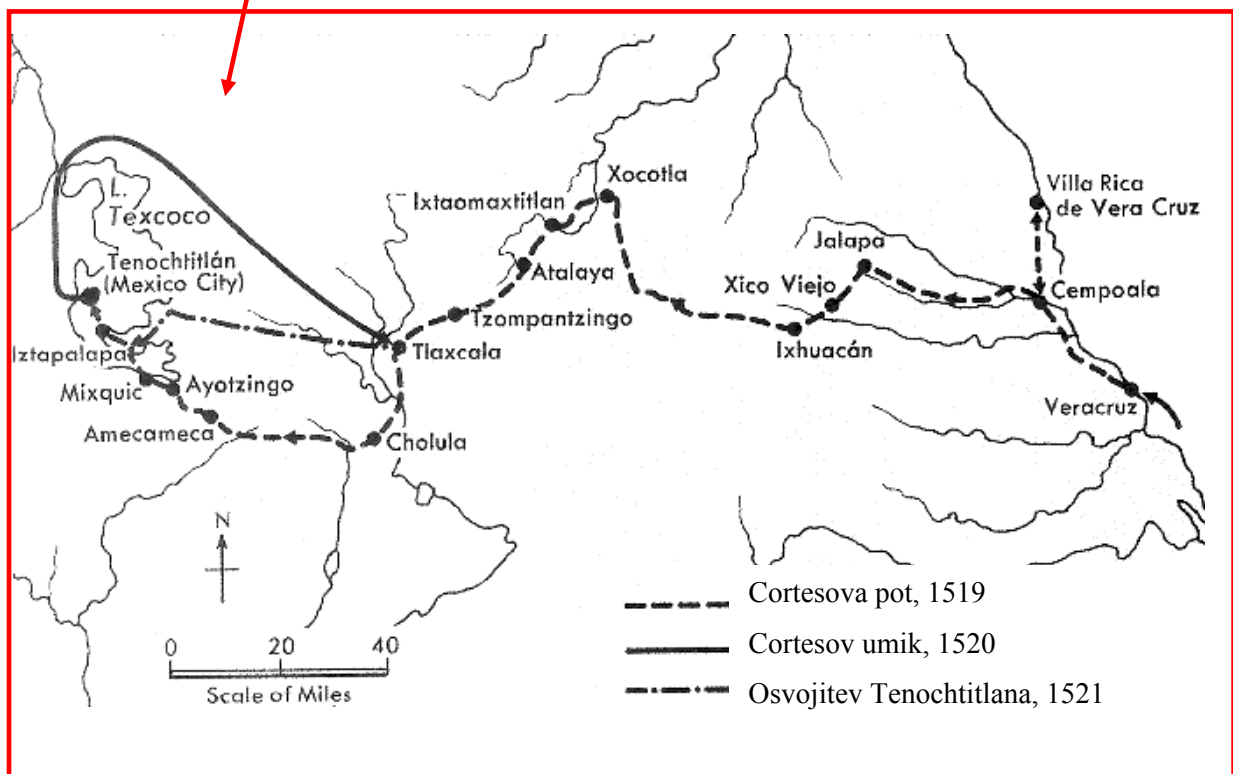 Xocotla
Ixtaomaxtitlan
Villa Rica
de Vera Cruz
L.
Texcoco
Jalapa
Tenochtitlán
(Mexico City)
Atalaya
Xico Viejo
Cempoala
Tzompantzingo
Ixhuacán
Iztapalapa
Tlaxcala
Mixquic
Ayotzingo
Veracruz
Amecameca
Cholula
N
Cortesova pot, 1519
0 20 40
Cortesov umik, 1520
Scale of Miles
Osvojitev Tenochtitlana, 1521